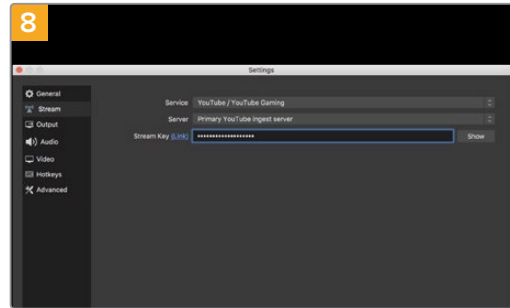 8
Settings
General
Stream
Output
Audio
Video
Hotkeys
Advanced
Service YouTube / YouTube Gaming
Server Primary YouTube ingest server
Stream Key (Link) •••••••••••••••••••• Show